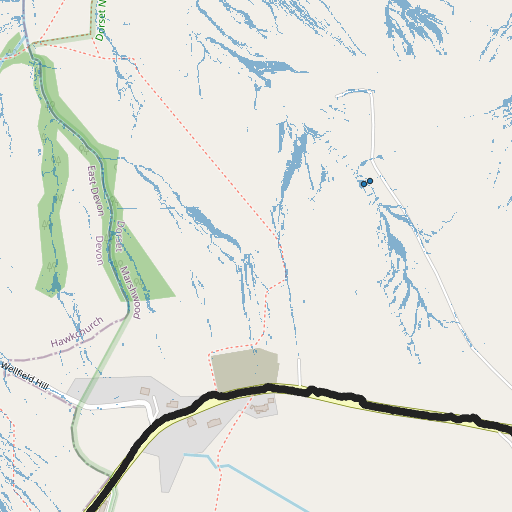 Dorset N
East Devon
Dorset
Devon
Marshwood
Hawkchurch
Wellfield Hill